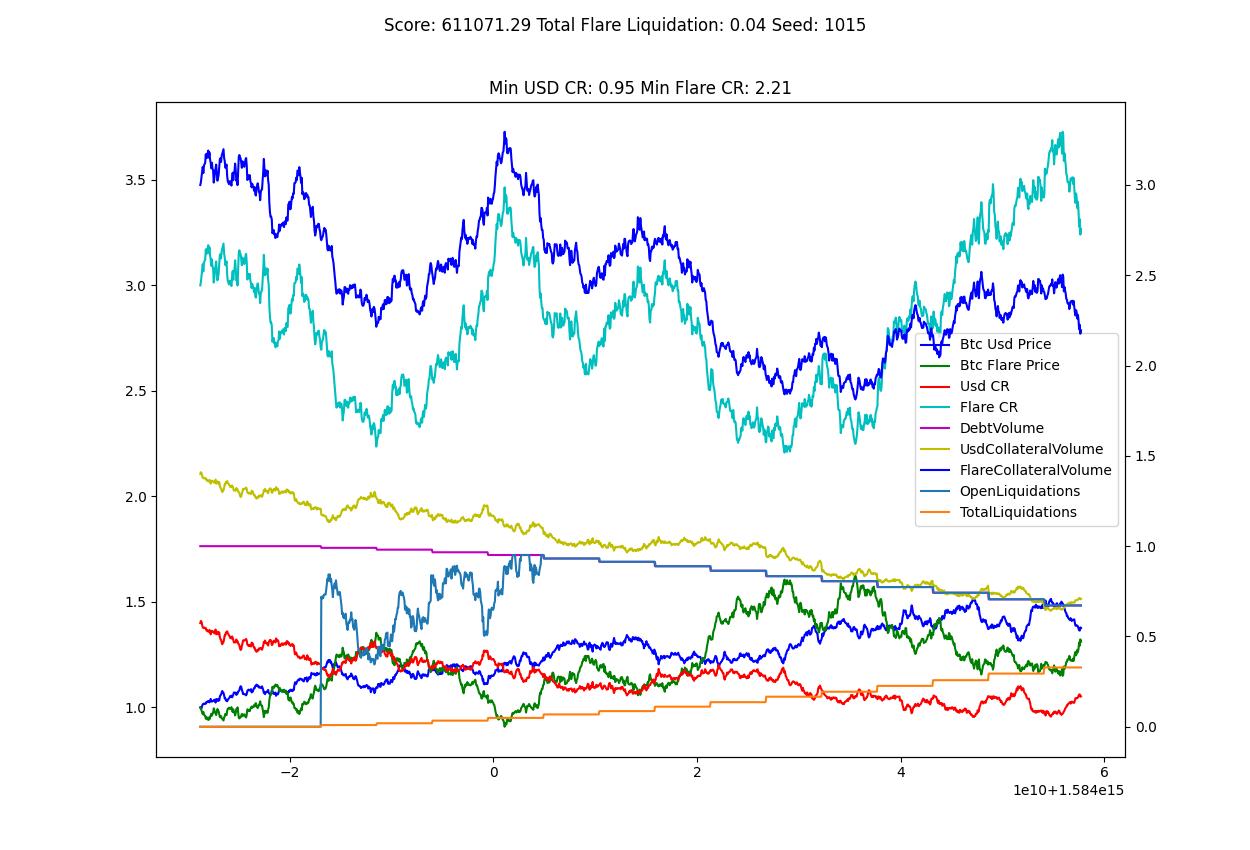 Score: 611071.29 Total Flare Liquidation: 0.04 Seed: 1015
Min USD CR: 0.95 Min Flare CR: 2.21
3.5
3.0
2.5
2.0
1.5
1.0
3.0
2.5
2.0
1.5
1.0
0.5
0.0
Btc Usd Price
Btc Flare Price
Usd CR
Flare CR
DebtVolume
UsdCollateralVolume
FlareCollateralVolume
OpenLiquidations
TotalLiquidations
−2
0
2
4
6
1e10+1.584e15